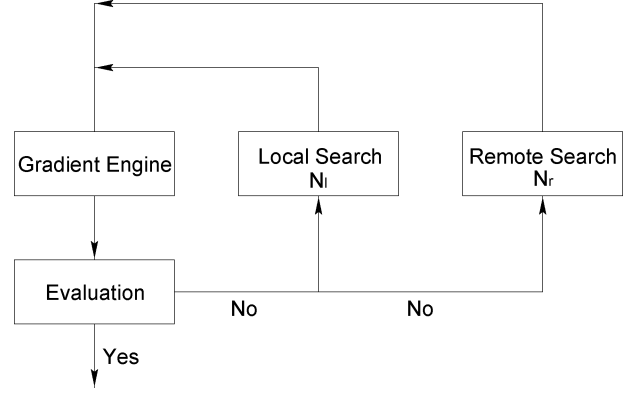 Gradient Engine
Local Search
Nl
Remote Search
Nr
Evaluation
No
No
Yes